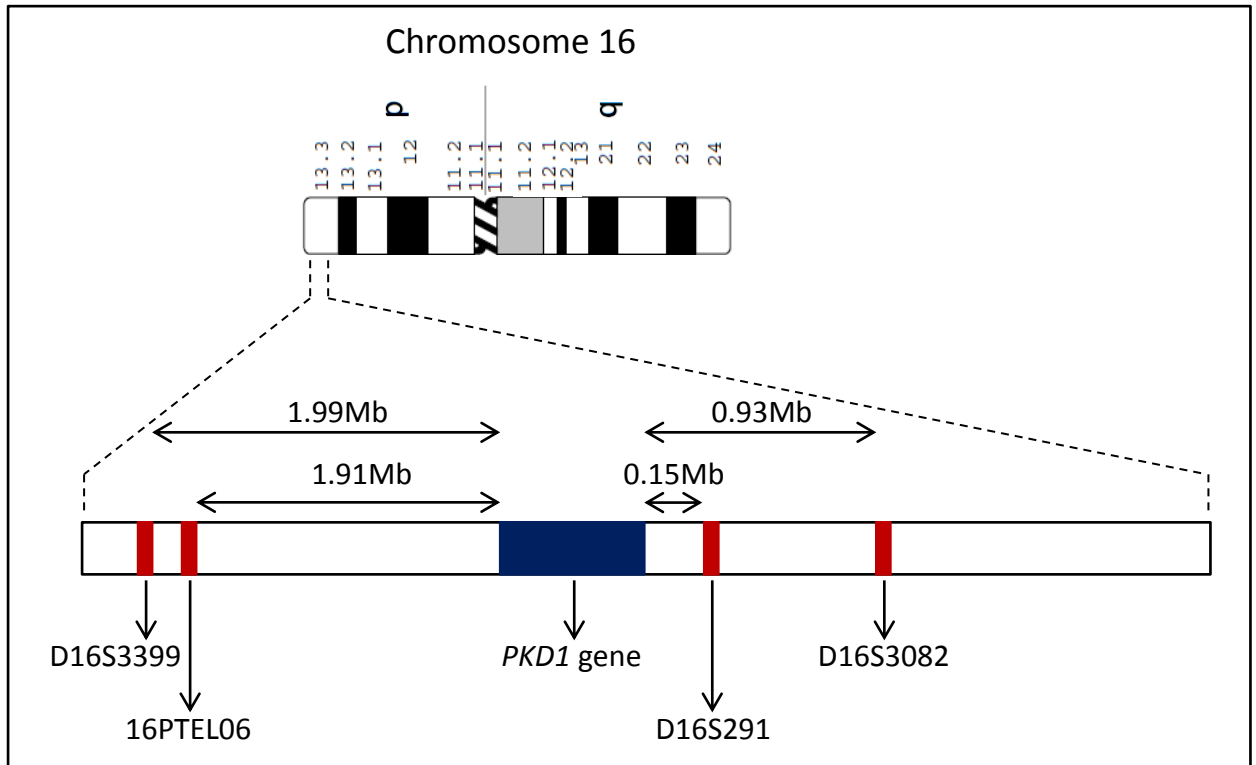 Chromosome 16
p q
13.3 13.2 13.1 12 11.2 11.1 11.1 11.2 12.1 12.2 13 21 22 23 24
1.99Mb 0.93Mb
1.91Mb 0.15Mb
D16S3399 PKD1 gene D16S3082
16PTEL06 D16S291